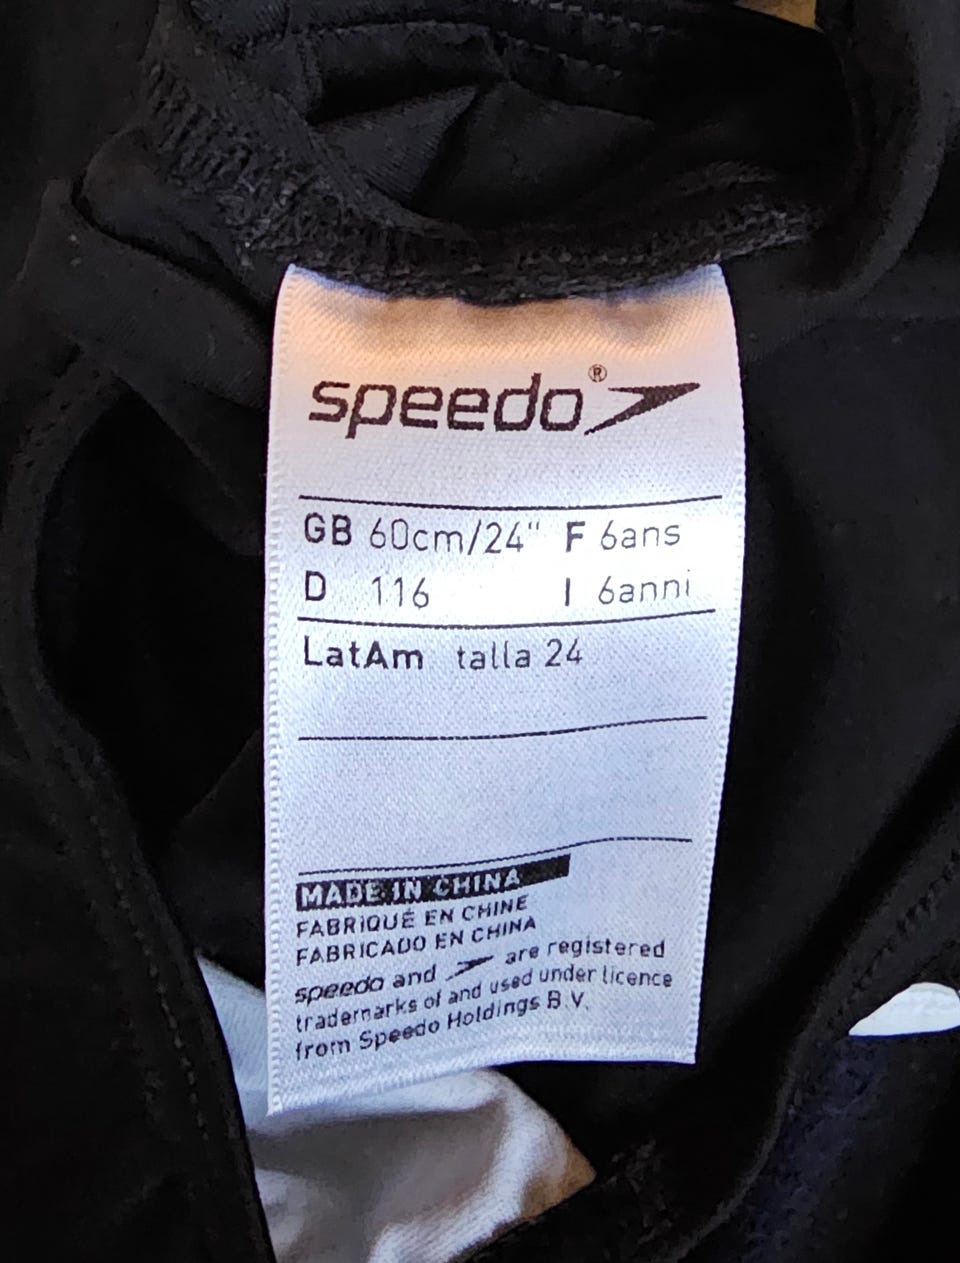 speedo®
GB 60cm/24" F 6ans
D 116 I 6anni
LatAm talla 24
MADE IN CHINA
FABRIQUÉ EN CHINE
FABRICADO EN CHINA
speedo and are registered
trademarks of and used under licence
from Speedo Holdings B.V.